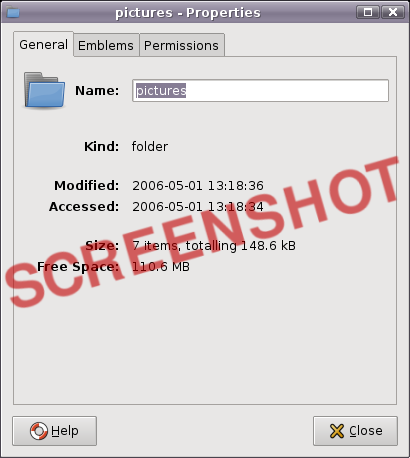 pictures - Properties
General Emblems Permissions
Name: pictures
Kind: folder
Modified: 2006-05-01 13:18:36
Accessed: 2006-05-01 13:18:34
SCREENSHOT
Size: 7 items, totalling 148.6 kB
Free Space: 110.6 MB
Help Close